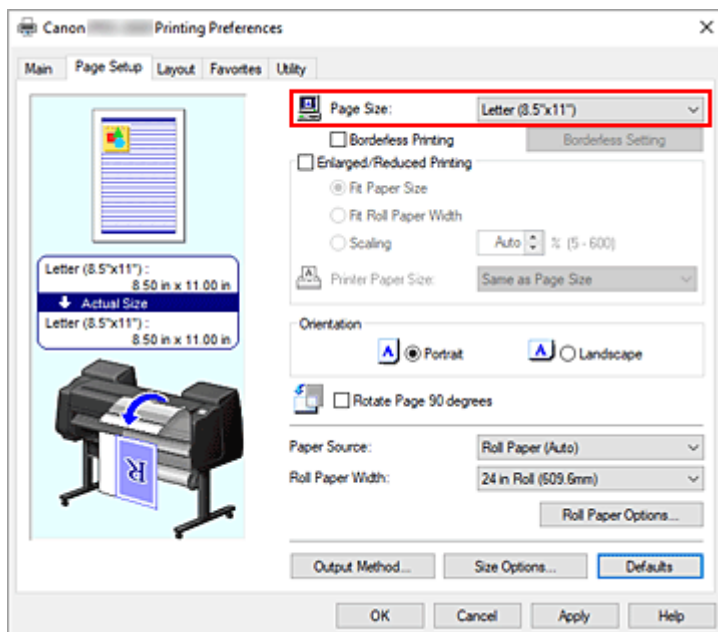 Canon Printing Preferences
Main Page Setup Layout Favorites Utility
Page Size: Letter (8.5"x11")
Borderless Printing Borderless Setting
Enlarged/Reduced Printing
Fit Paper Size
Fit Roll Paper Width
Scaling Auto % (5 - 600)
Printer Paper Size: Same as Page Size
Letter (8.5"x11") :
8.50 in x 11.00 in
Actual Size
Letter (8.5"x11") :
8.50 in x 11.00 in
Orientation
A Portrait A Landscape
Rotate Page 90 degrees
Paper Source: Roll Paper (Auto)
Roll Paper Width: 24 in Roll (609.6mm)
Roll Paper Options...
R
Output Method... Size Options... Defaults
OK Cancel Apply Help